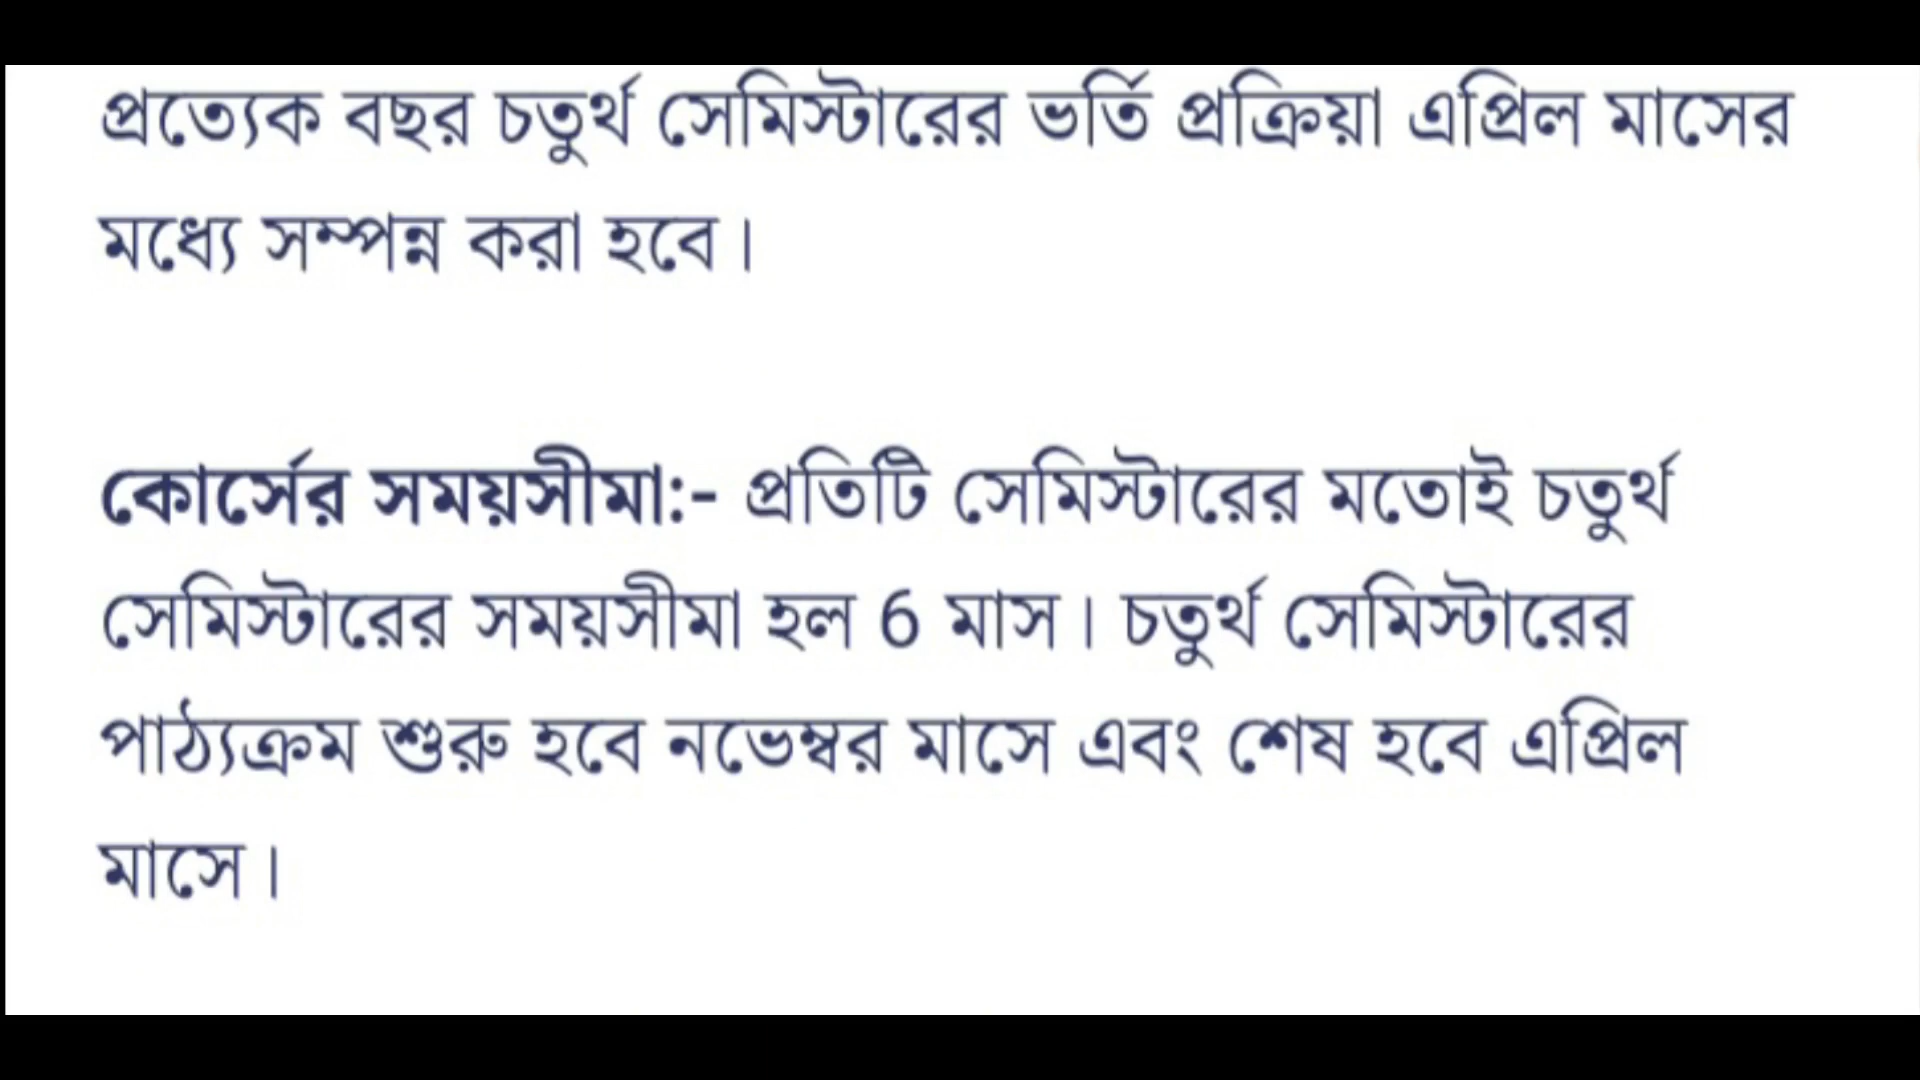 প্রত্যেক বছর চতুর্থ সেমিস্টারের ভর্তি প্রক্রিয়া এপ্রিল মাসের
মধ্যে সম্পন্ন করা হবে।
কোর্সের সময়সীমা:- প্রতিটি সেমিস্টারের মতোই চতুর্থ
সেমিস্টারের সময়সীমা হল 6 মাস। চতুর্থ সেমিস্টারের
পাঠ্যক্রম শুরু হবে নভেম্বর মাসে এবং শেষ হবে এপ্রিল
মাসে।